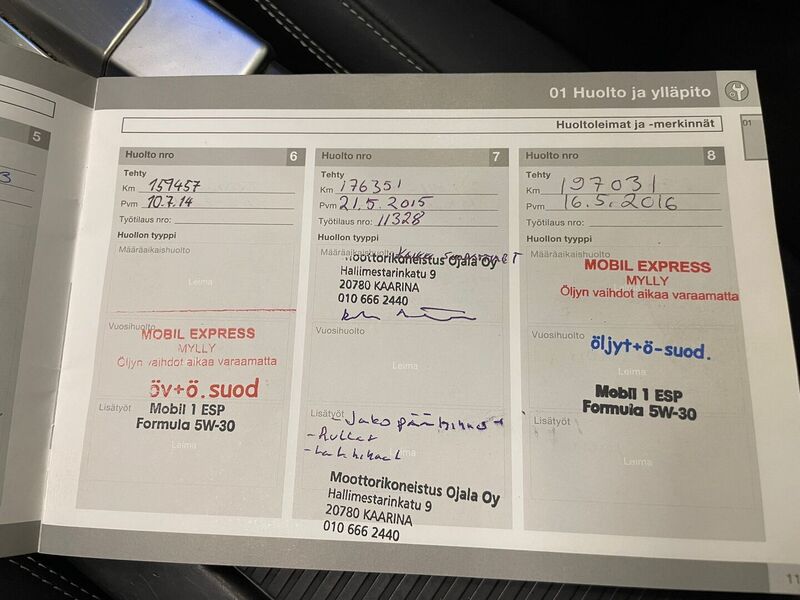 01 Huolto ja ylläpito
01
Huoltoleimat ja -merkinnät
5
3
Huolto nro 6
Tehty
Km 159457
Pvm 10.7.14
Työtilaus nro:
Huollon tyyppi
Määräaikaishuolto
Leima
Vuosihuolto
MOBIL EXPRESS
MYLLY
Öljyn vaihdot aikaa varaamatta
öv+ö.suod
Lisätyöt
Mobil 1 ESP
Formula 5W-30
Leima
Huolto nro 7
Tehty
Km 176351
Pvm 21.5.2015
Työtilaus nro: 11328
Huollon tyyppi
Määräaikaishuolto
Moottorikoneistus Ojala Oy
Hallimestarinkatu 9
20780 KAARINA
010 666 2440
Vuosihuolto
Leima
Lisätyöt
- Jakopäähihna
- Rullat
Leima
Moottorikoneistus Ojala Oy
Hallimestarinkatu 9
20780 KAARINA
010 666 2440
Huolto nro 8
Tehty
Km 197031
Pvm 16.5.2016
Työtilaus nro:
Huollon tyyppi
Määräaikaishuolto
MOBIL EXPRESS
MYLLY
Öljyn vaihdot aikaa varaamatta
Vuosihuolto
öljyt+ö-suod.
Leima
Mobil 1 ESP
Formula 5W-30
Lisätyöt
Leima
11